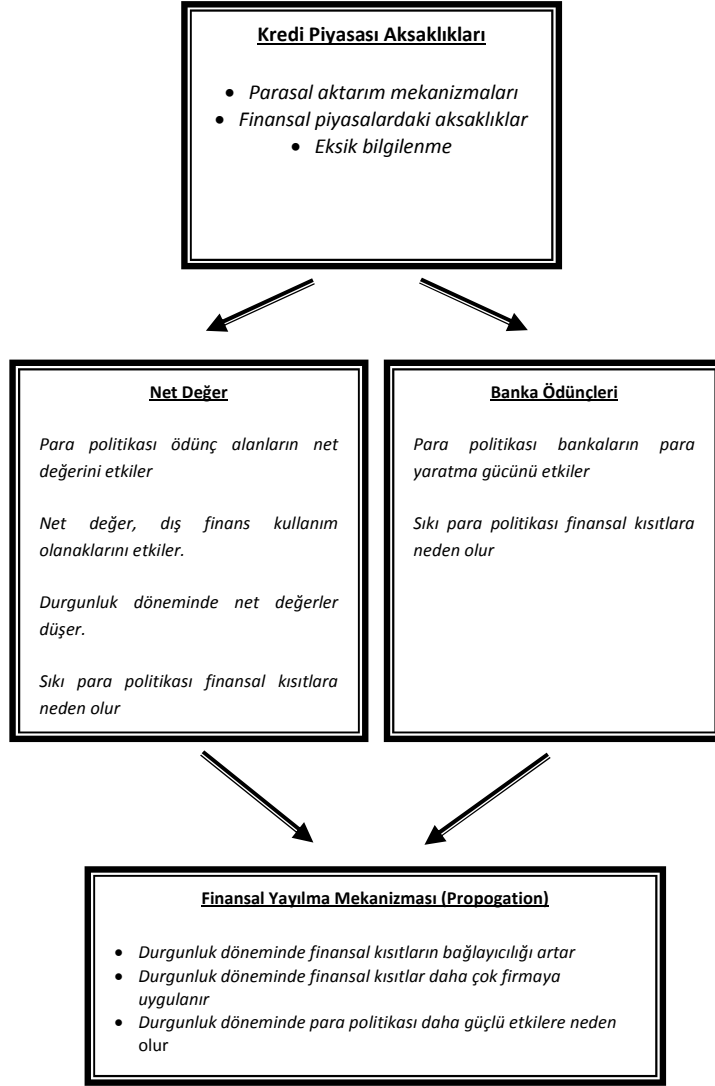 Kredi Piyasası Aksaklıkları
• Parasal aktarım mekanizmaları
• Finansal piyasalardaki aksaklıklar
• Eksik bilgilenme
Net Değer
Para politikası ödünç alanların net
değerini etkiler
Net değer, dış finans kullanım
olanaklarını etkiler.
Durgunluk döneminde net değerler
düşer.
Sıkı para politikası finansal kısıtlara
neden olur
Banka Ödünçleri
Para politikası bankaların para
yaratma gücünü etkiler
Sıkı para politikası finansal kısıtlara
neden olur
Finansal Yayılma Mekanizması (Propogation)
• Durgunluk döneminde finansal kısıtların bağlayıcılığı artar
• Durgunluk döneminde finansal kısıtlar daha çok firmaya
uygulanır
• Durgunluk döneminde para politikası daha güçlü etkilere neden
olur